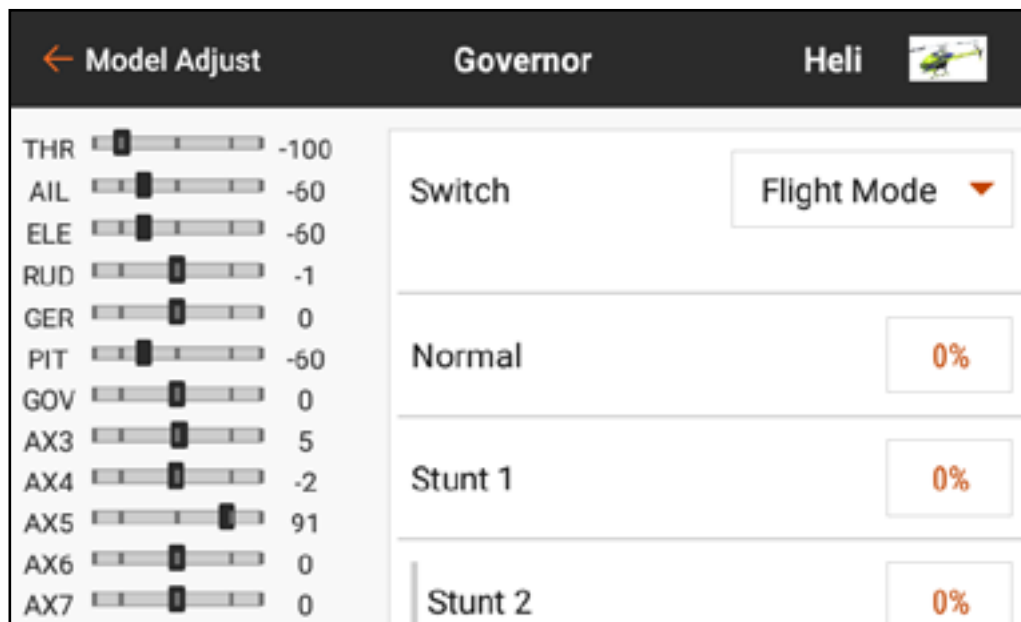 ← Model Adjust Governor Heli
THR -100
AIL -60
ELE -60
RUD -1
GER 0
PIT -60
GOV 0
AX3 5
AX4 -2
AX5 91
AX6 0
AX7 0
Switch Flight Mode
Normal 0%
Stunt 1 0%
Stunt 2 0%